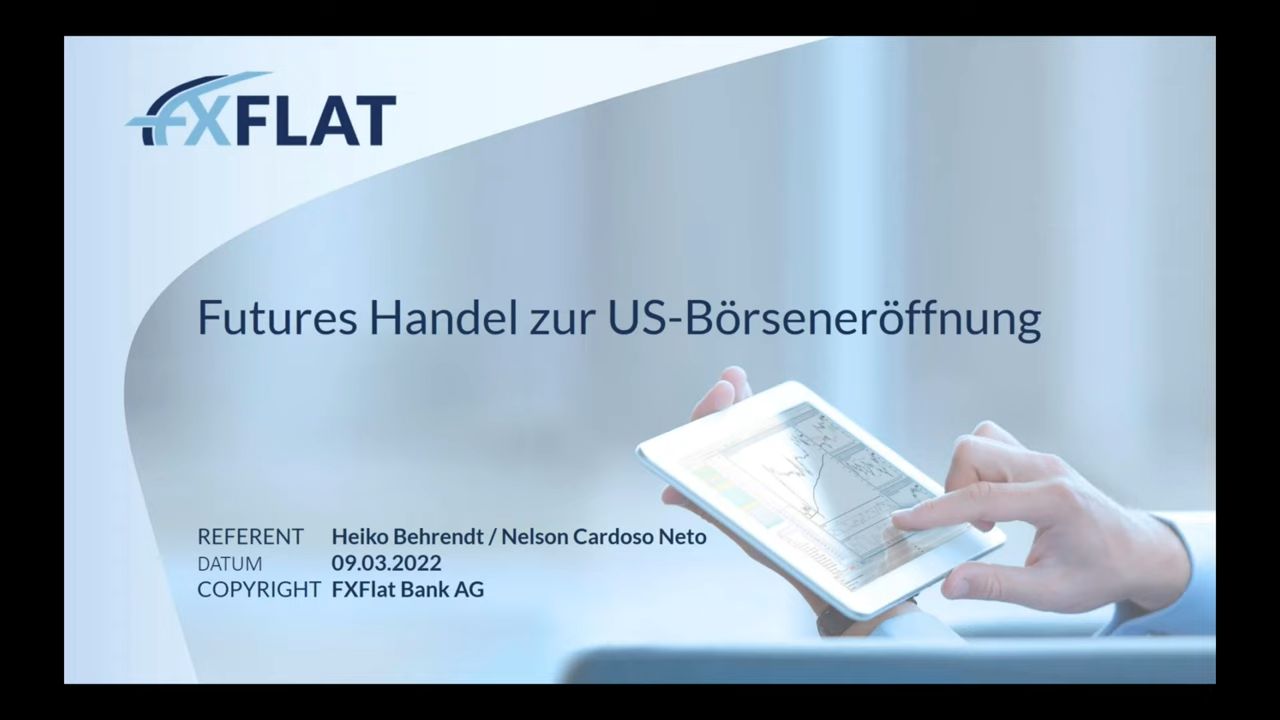 FXFLAT
Futures Handel zur US-Börseneröffnung
REFERENT Heiko Behrendt / Nelson Cardoso Neto
DATUM 09.03.2022
COPYRIGHT FXFlat Bank AG